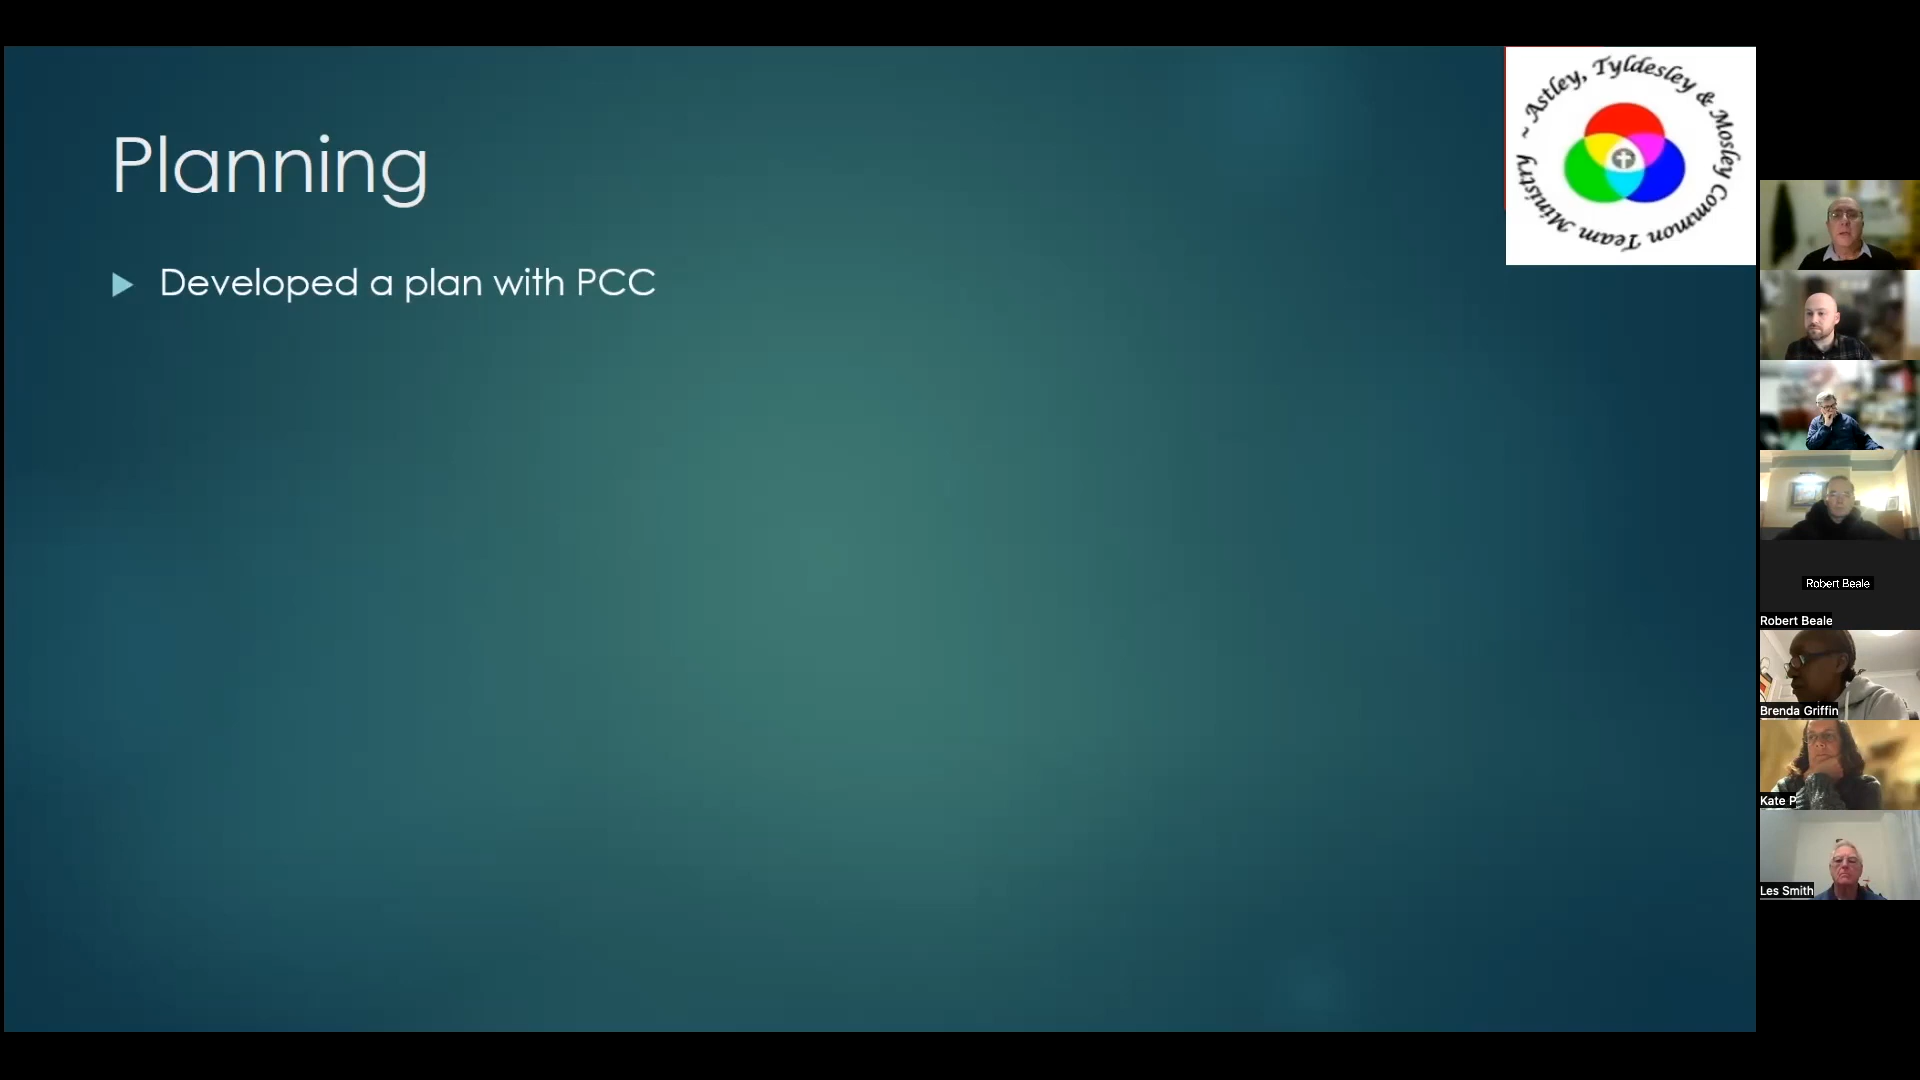 Planning
Developed a plan with PCC
~ Astley, Tyldesley & Mosley Common Team Ministry
Robert Beale
Robert Beale
Brenda Griffin
Kate P
Les Smith